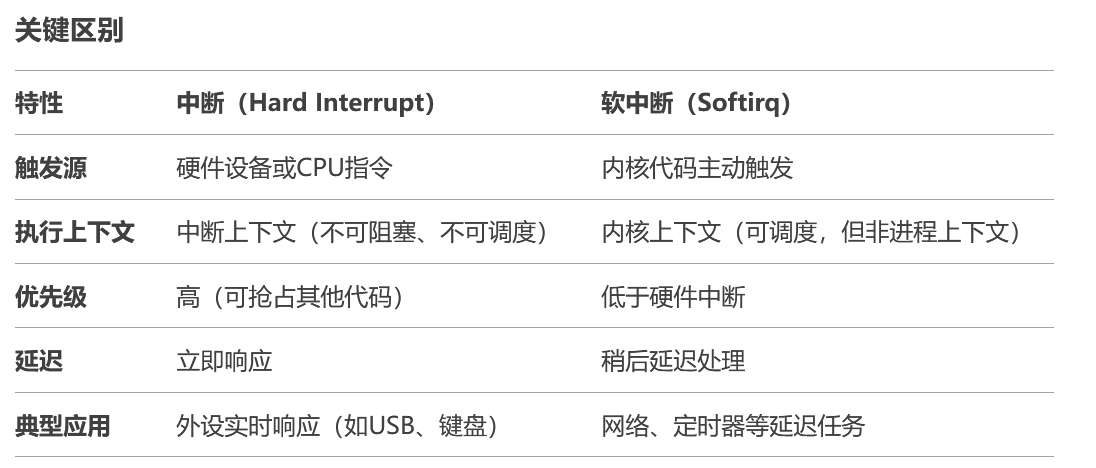 关键区别
特性 中断（Hard Interrupt） 软中断（Softirq）
触发源 硬件设备或CPU指令 内核代码主动触发
执行上下文 中断上下文（不可阻塞、不可调度） 内核上下文（可调度，但非进程上下文）
优先级 高（可抢占其他代码） 低于硬件中断
延迟 立即响应 稍后延迟处理
典型应用 外设实时响应（如USB、键盘） 网络、定时器等延迟任务